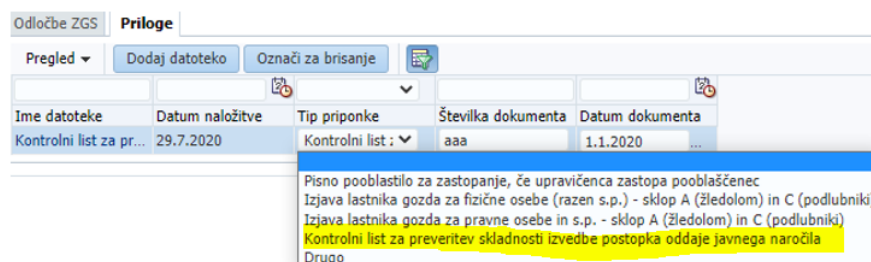 Odločbe ZGS Priloge
Pregled Dodaj datoteko Označi za brisanje
Ime datoteke Datum naložitve Tip priponke Številka dokumenta Datum dokumenta
Kontrolni list za pr... 29.7.2020 Kontrolni list z aaa 1.1.2020 ...
Pisno pooblastilo za zastopanje, če upravičenca zastopa pooblaščenec
Izjava lastnika gozda za fizične osebe (razen s.p.) - sklop A (žledolom) in C (podlubniki)
Izjava lastnika gozda za pravne osebe in s.p. - sklop A (žledolom) in C (podlubniki)
Kontrolni list za preveritev skladnosti izvedbe postopka oddaje javnega naročila
Drugo